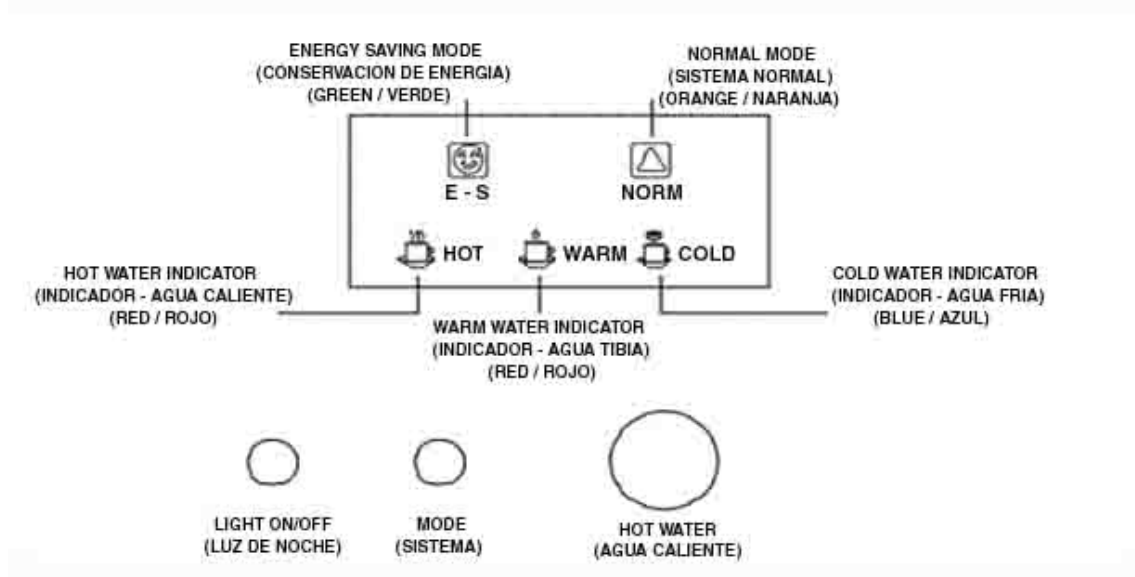 ENERGY SAVING MODE
(CONSERVACION DE ENERGIA)
(GREEN / VERDE)
NORMAL MODE
(SISTEMA NORMAL)
(ORANGE / NARANJA)
E - S
NORM
HOT
WARM
COLD
HOT WATER INDICATOR
(INDICADOR - AGUA CALIENTE)
(RED / ROJO)
WARM WATER INDICATOR
(INDICADOR - AGUA TIBIA)
(RED / ROJO)
COLD WATER INDICATOR
(INDICADOR - AGUA FRIA)
(BLUE / AZUL)
LIGHT ON/OFF
(LUZ DE NOCHE)
MODE
(SISTEMA)
HOT WATER
(AGUA CALIENTE)